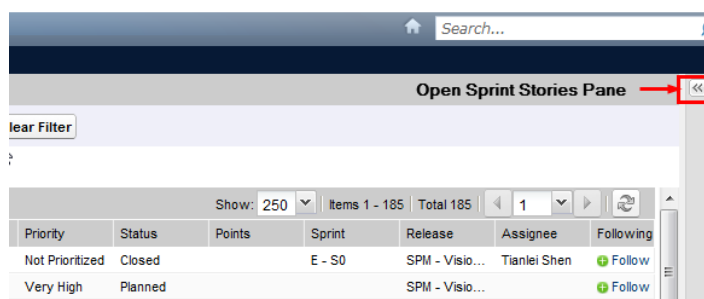 Search...
Open Sprint Stories Pane
lear Filter
Show: 250 Items 1 - 185 Total 185 1
Priority Status Points Sprint Release Assignee Following
Not Prioritized Closed E - S0 SPM - Visio... Tianlei Shen Follow
Very High Planned SPM - Visio... Follow